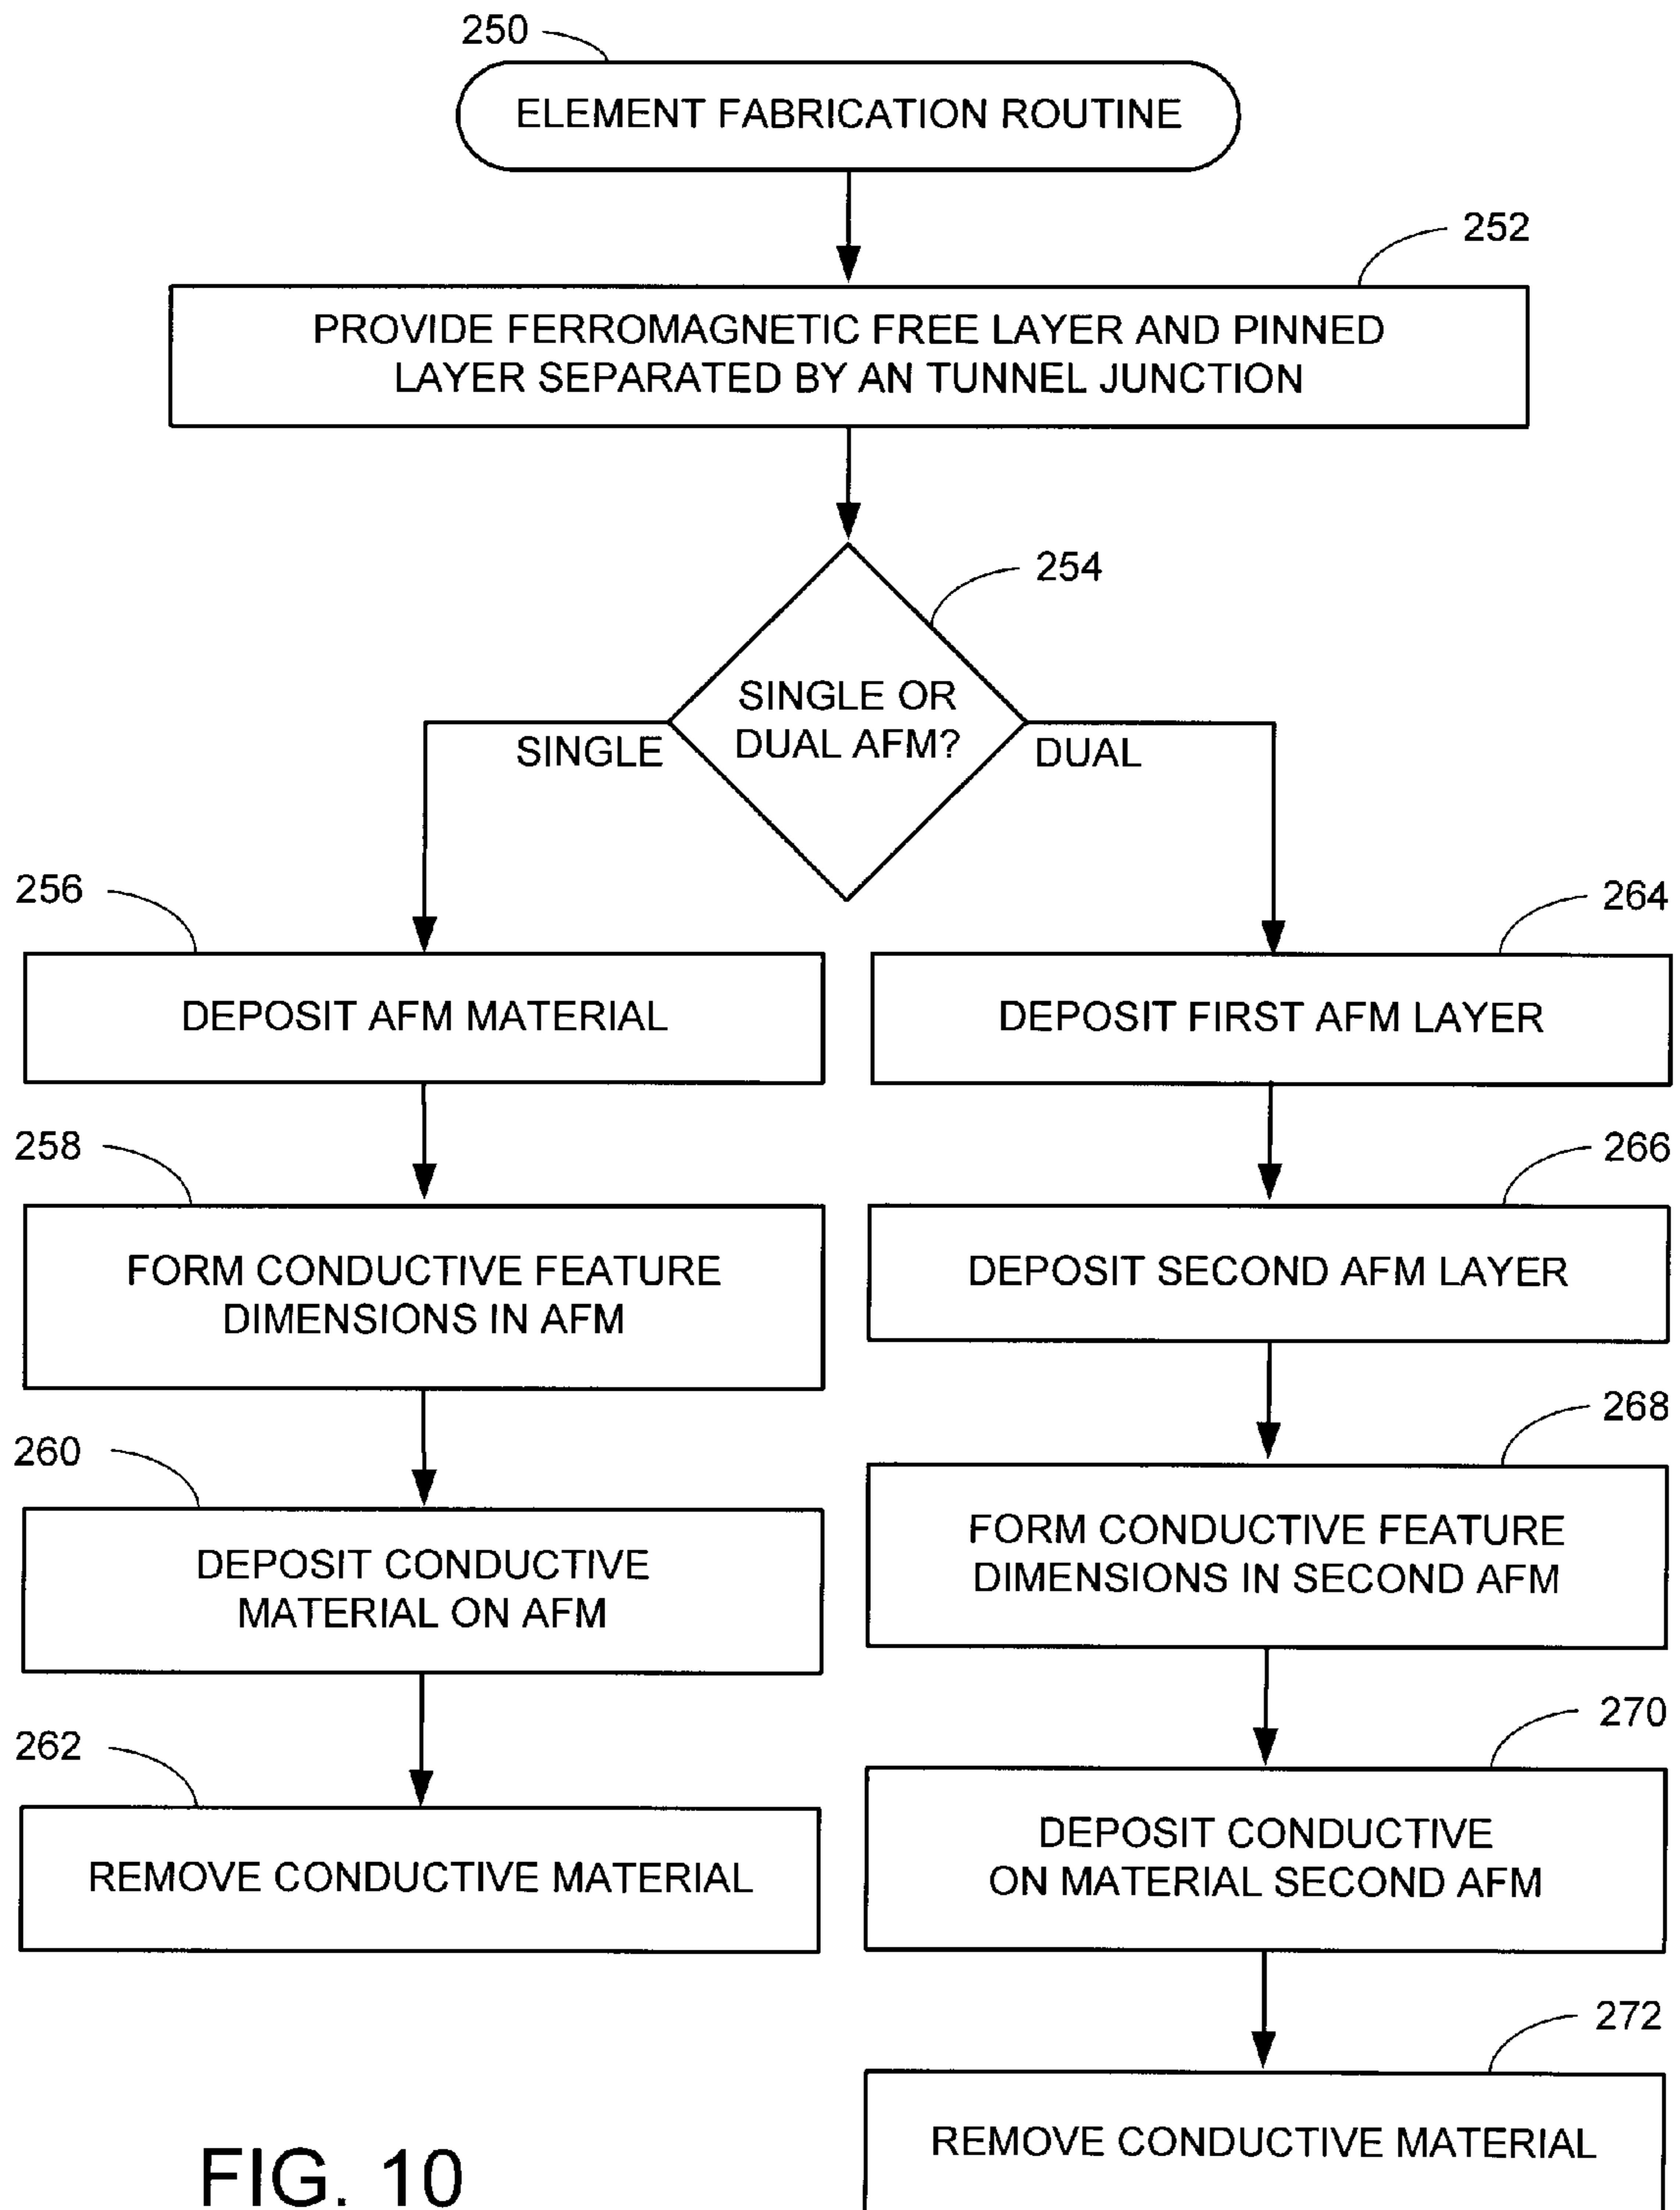 250
ELEMENT FABRICATION ROUTINE
252
PROVIDE FERROMAGNETIC FREE LAYER AND PINNED
LAYER SEPARATED BY AN TUNNEL JUNCTION
254
SINGLE OR
DUAL AFM?
SINGLE
DUAL
256
DEPOSIT AFM MATERIAL
258
FORM CONDUCTIVE FEATURE
DIMENSIONS IN AFM
260
DEPOSIT CONDUCTIVE
MATERIAL ON AFM
262
REMOVE CONDUCTIVE MATERIAL
264
DEPOSIT FIRST AFM LAYER
266
DEPOSIT SECOND AFM LAYER
268
FORM CONDUCTIVE FEATURE
DIMENSIONS IN SECOND AFM
270
DEPOSIT CONDUCTIVE
ON MATERIAL SECOND AFM
272
REMOVE CONDUCTIVE MATERIAL
FIG. 10